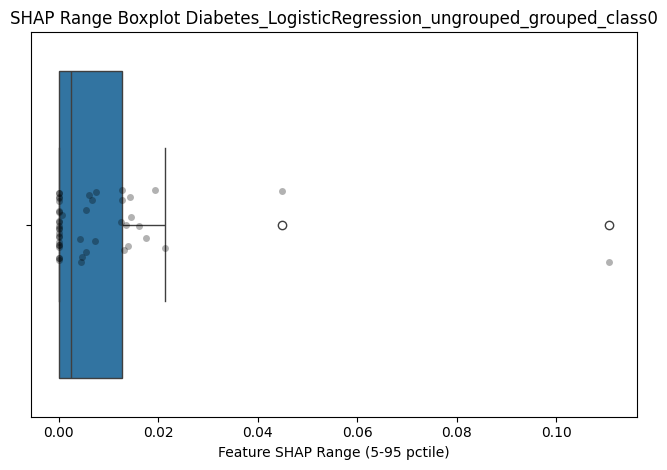 SHAP Range Boxplot Diabetes_LogisticRegression_ungrouped_grouped_class0
0.00 0.02 0.04 0.06 0.08 0.10
Feature SHAP Range (5-95 pctile)